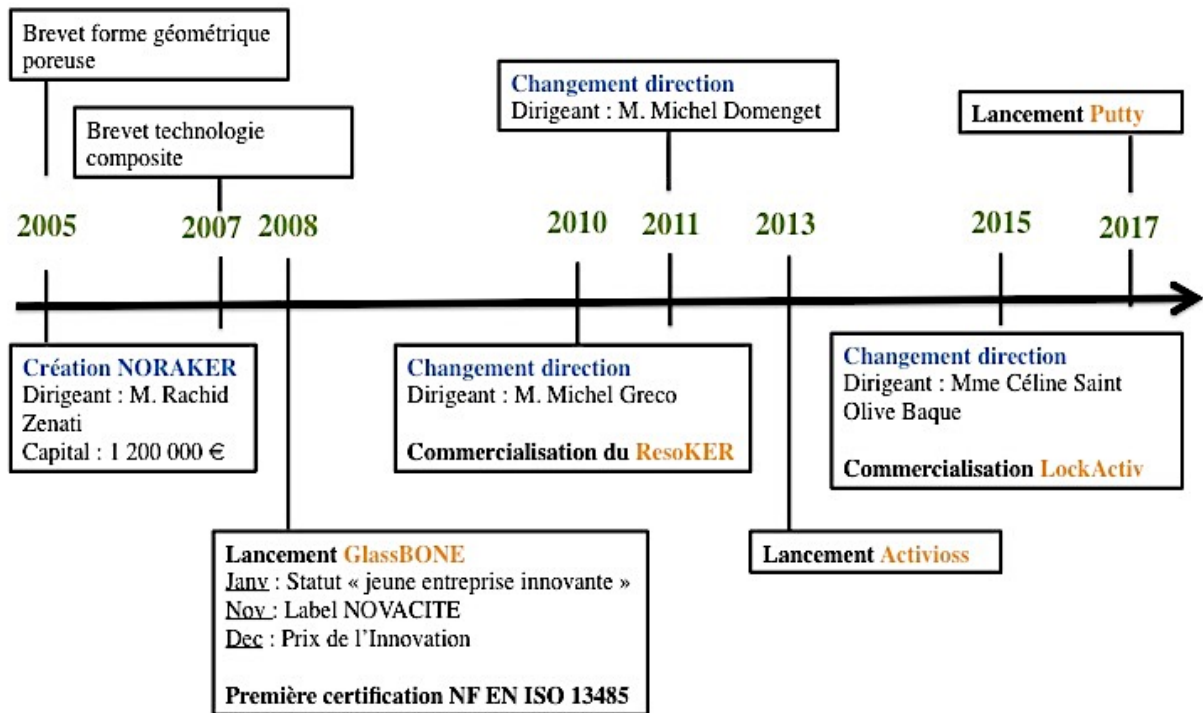 Brevet forme géométrique
poreuse
Brevet technologie
composite
Changement direction
Dirigeant : M. Michel Domenget
Lancement Putty
2005
2007
2008
2010
2011
2013
2015
2017
Création NORAKER
Dirigeant : M. Rachid
Zenati
Capital : 1 200 000 €
Changement direction
Dirigeant : M. Michel Greco
Commercialisation du ResoKER
Changement direction
Dirigeant : Mme Céline Saint
Olive Baque
Commercialisation LockActiv
Lancement GlassBONE
Janv : Statut « jeune entreprise innovante »
Nov : Label NOVACITE
Dec : Prix de l’Innovation
Première certification NF EN ISO 13485
Lancement Activioss